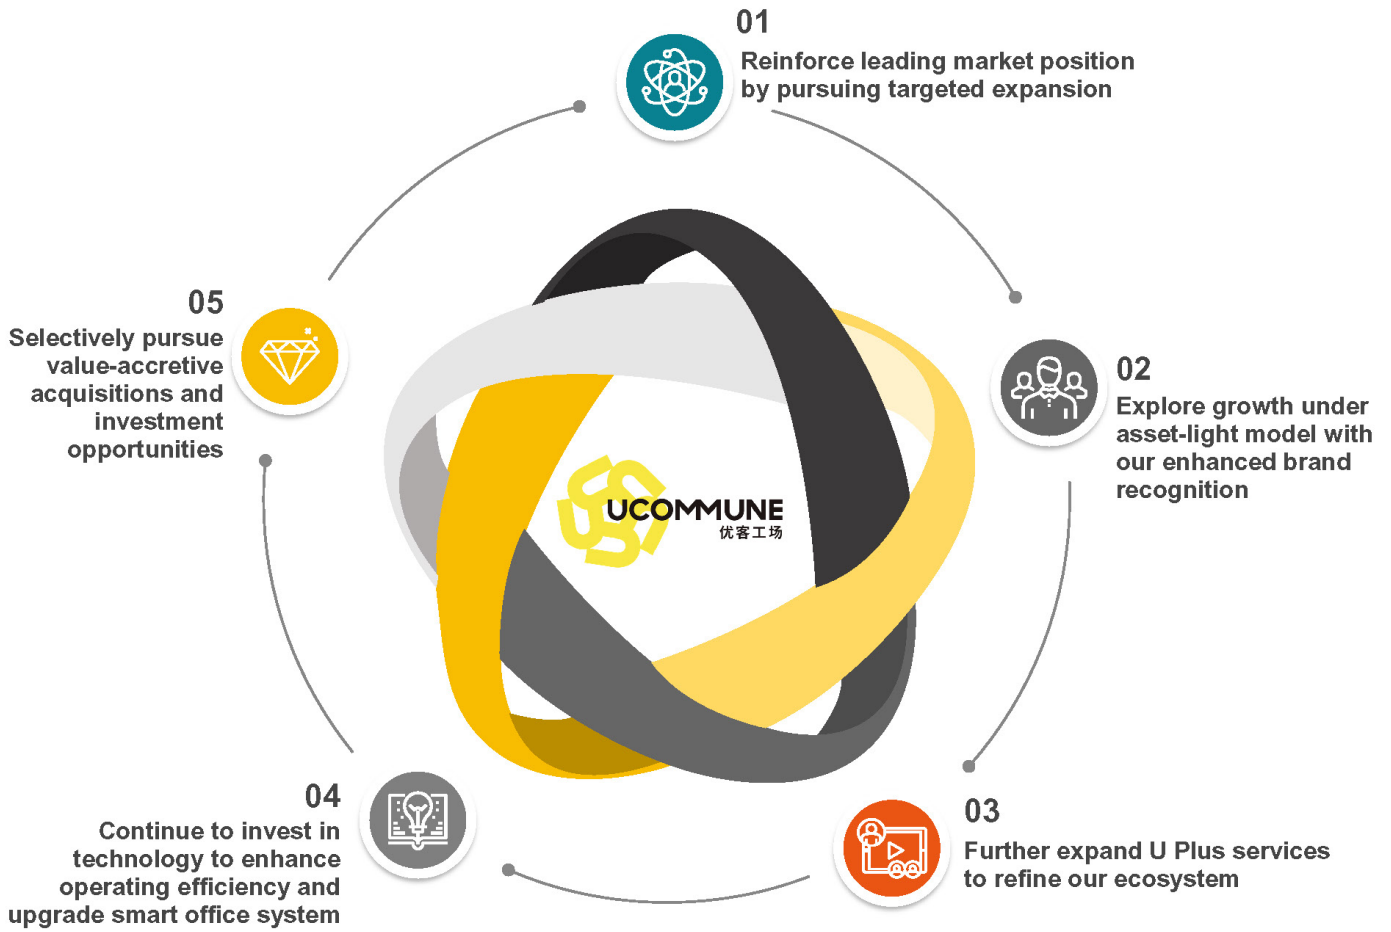 01
Reinforce leading market position
by pursuing targeted expansion
02
Explore growth under
asset-light model with
our enhanced brand
recognition
03
Further expand U Plus services
to refine our ecosystem
04
Continue to invest in
technology to enhance
operating efficiency and
upgrade smart office system
05
Selectively pursue
value-accretive
acquisitions and
investment
opportunities
UCOMMUNE
优客工场